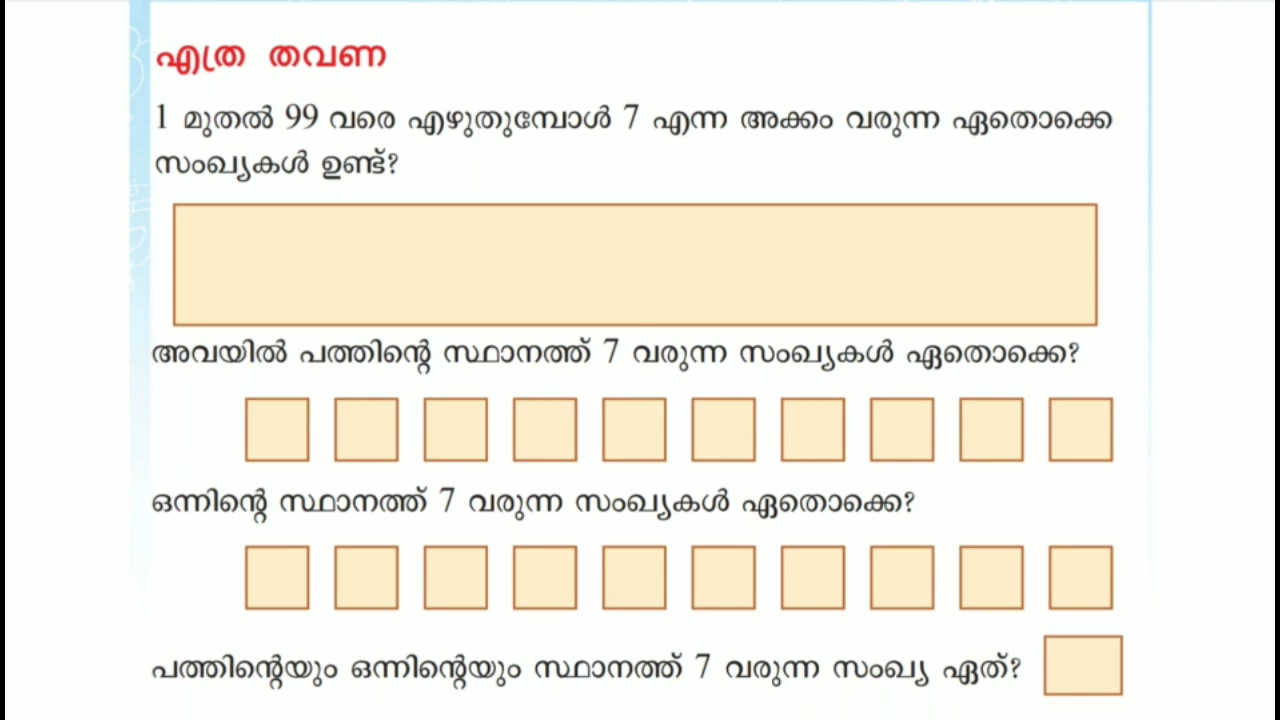 എത്ര തവണ
1 മുതൽ 99 വരെ എഴുതുമ്പോൾ 7 എന്ന അക്കം വരുന്ന ഏതൊക്കെ
സംഖ്യകൾ ഉണ്ട്?
അവയിൽ പത്തിന്റെ സ്ഥാനത്ത് 7 വരുന്ന സംഖ്യകൾ ഏതൊക്കെ?
ഒന്നിന്റെ സ്ഥാനത്ത് 7 വരുന്ന സംഖ്യകൾ ഏതൊക്കെ?
പത്തിന്റെയും ഒന്നിന്റെയും സ്ഥാനത്ത് 7 വരുന്ന സംഖ്യ ഏത്?